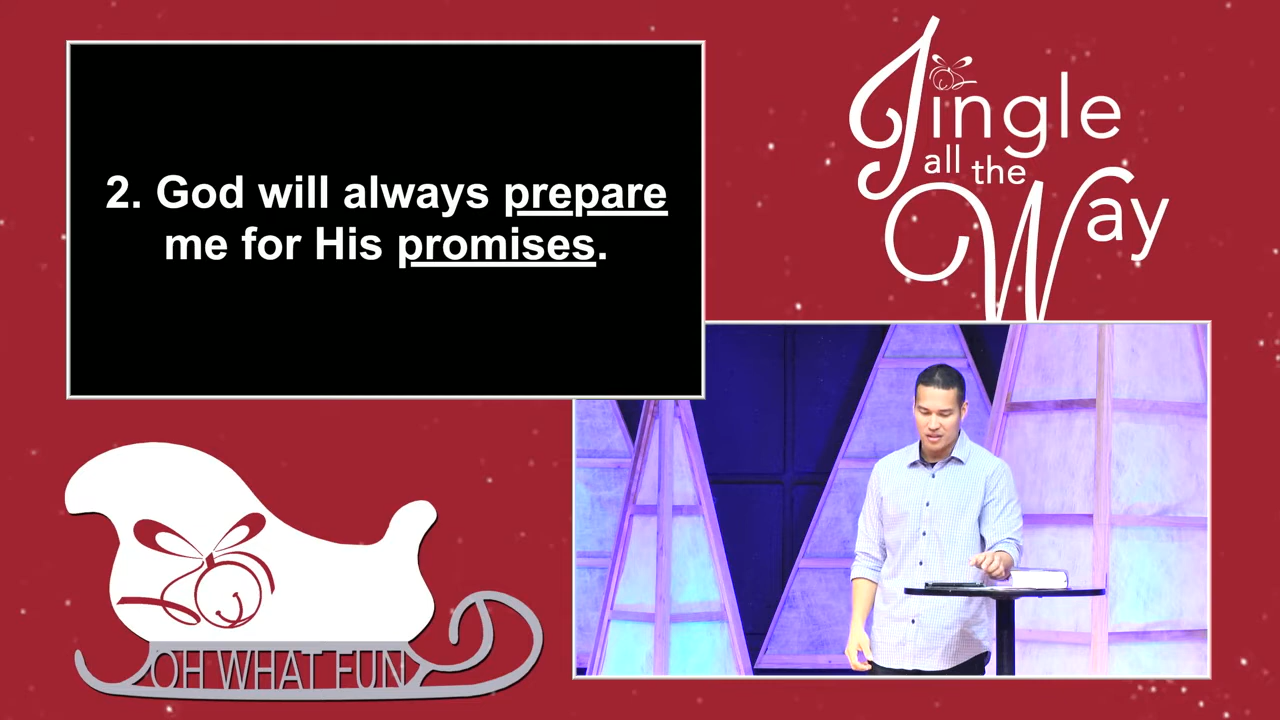 2. God will always prepare
me for His promises.
Jingle
all the
Way
OH WHAT FUN